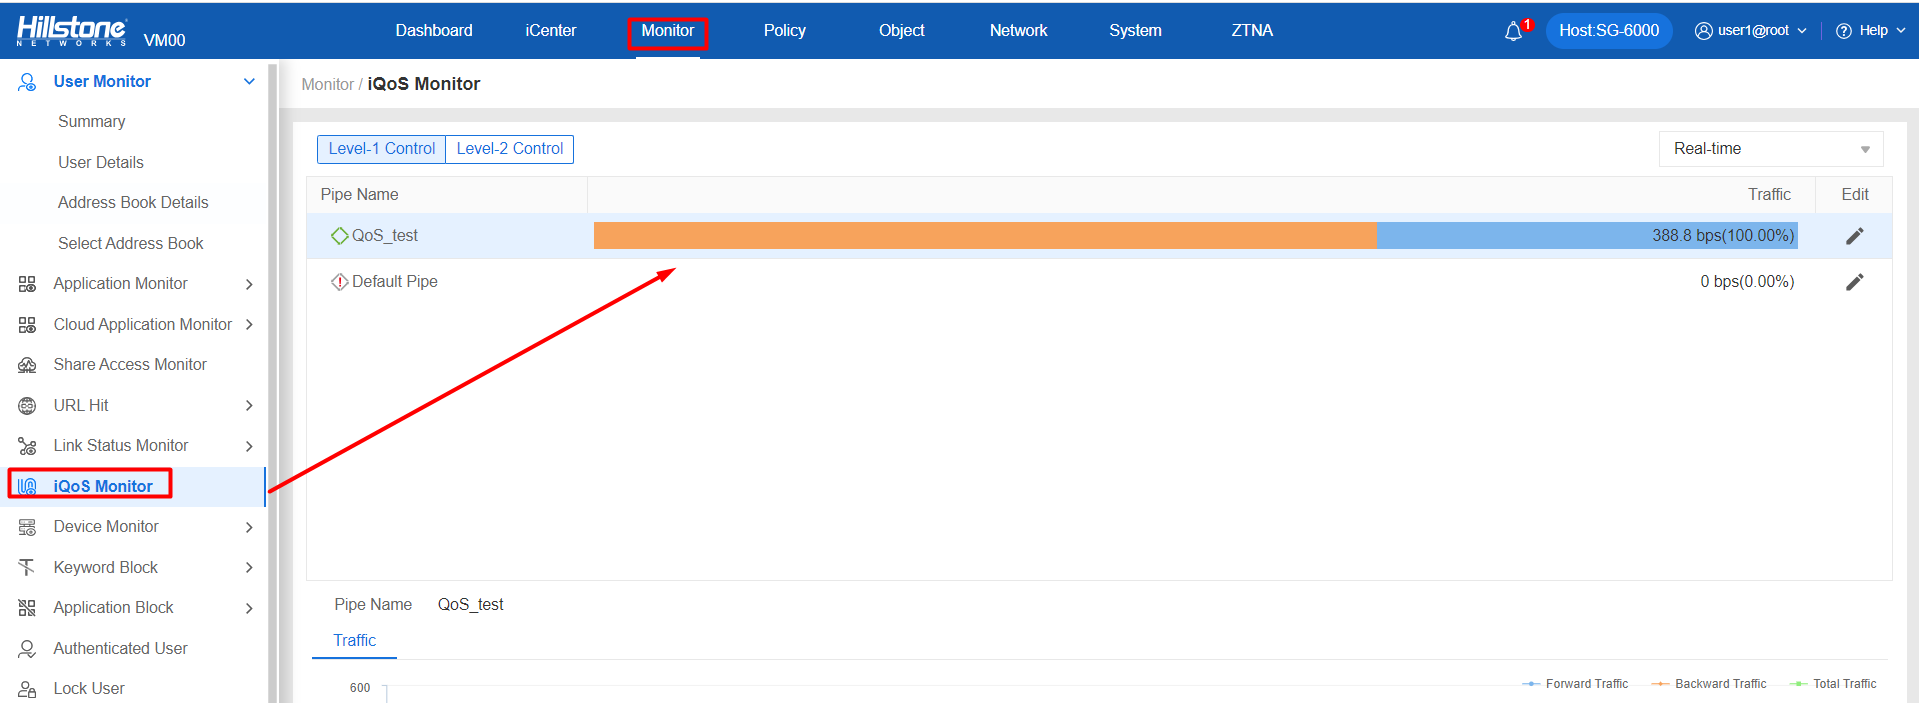 Hillstone
NETWORKS
VM00
Dashboard
iCenter
Monitor
Policy
Object
Network
System
ZTNA
1
Host:SG-6000
user1@root
Help
User Monitor
Summary
User Details
Address Book Details
Select Address Book
Application Monitor
Cloud Application Monitor
Share Access Monitor
URL Hit
Link Status Monitor
iQoS Monitor
Device Monitor
Keyword Block
Application Block
Authenticated User
Lock User
Monitor / iQoS Monitor
Level-1 Control
Level-2 Control
Real-time
Pipe Name
Traffic
Edit
QoS_test
388.8 bps(100.00%)
Default Pipe
0 bps(0.00%)
Pipe Name QoS_test
Traffic
600
Forward Traffic
Backward Traffic
Total Traffic